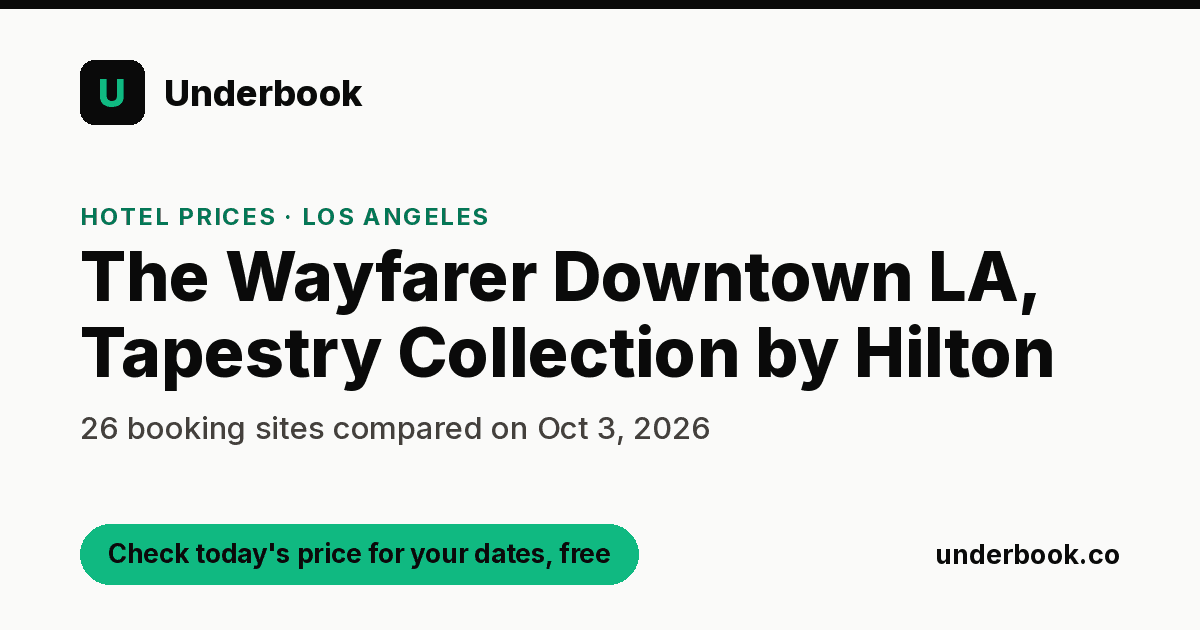 U
Underbook
HOTEL PRICES · LOS ANGELES
The Wayfarer Downtown LA,
Tapestry Collection by Hilton
26 booking sites compared on Oct 3, 2026
Check today's price for your dates, free
underbook.co